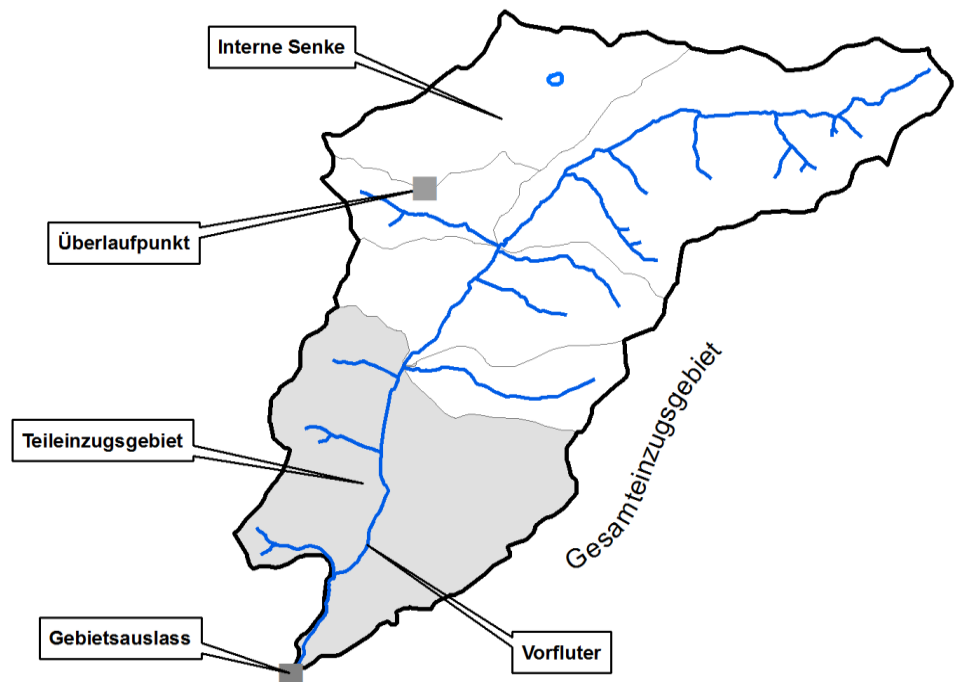 Interne Senke
Überlaufpunkt
Gesamteinzugsgebiet
Teileinzugsgebiet
Gebietsauslass
Vorfluter